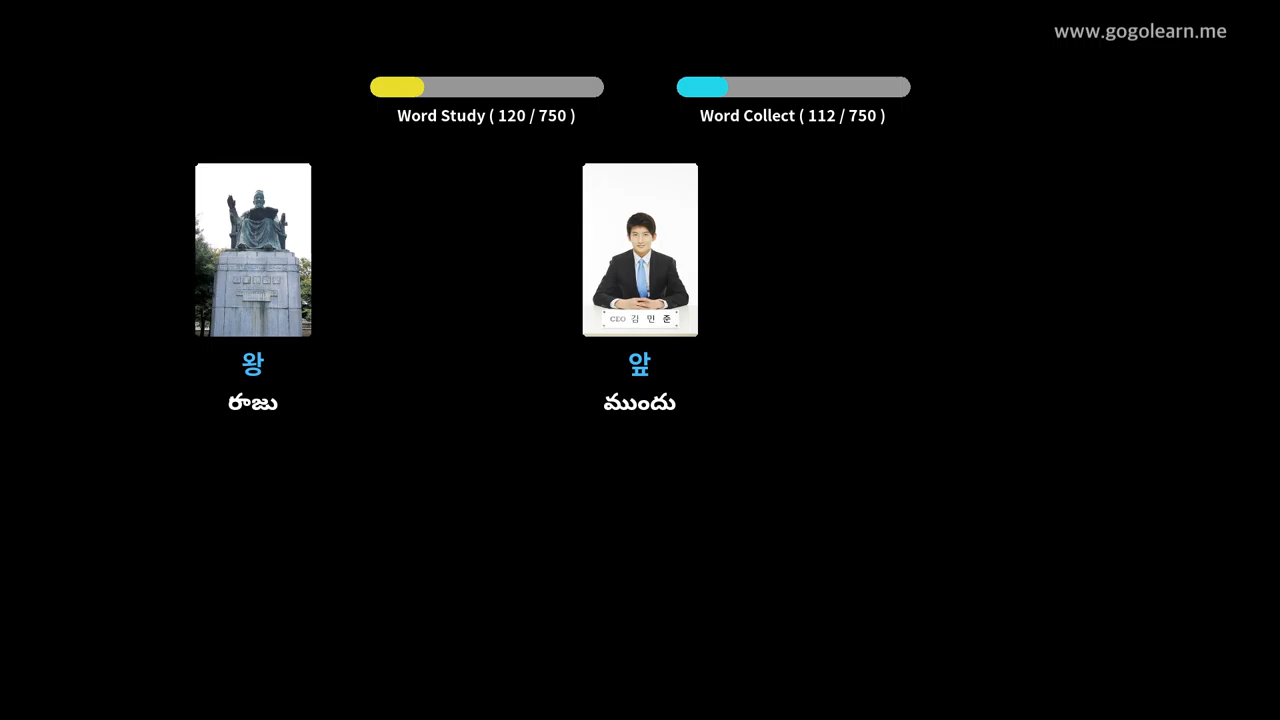 www.gogolearn.me
Word Study ( 120 / 750 )
Word Collect ( 112 / 750 )
CEO 김 민 준
왕
앞
రాజు
ముందు